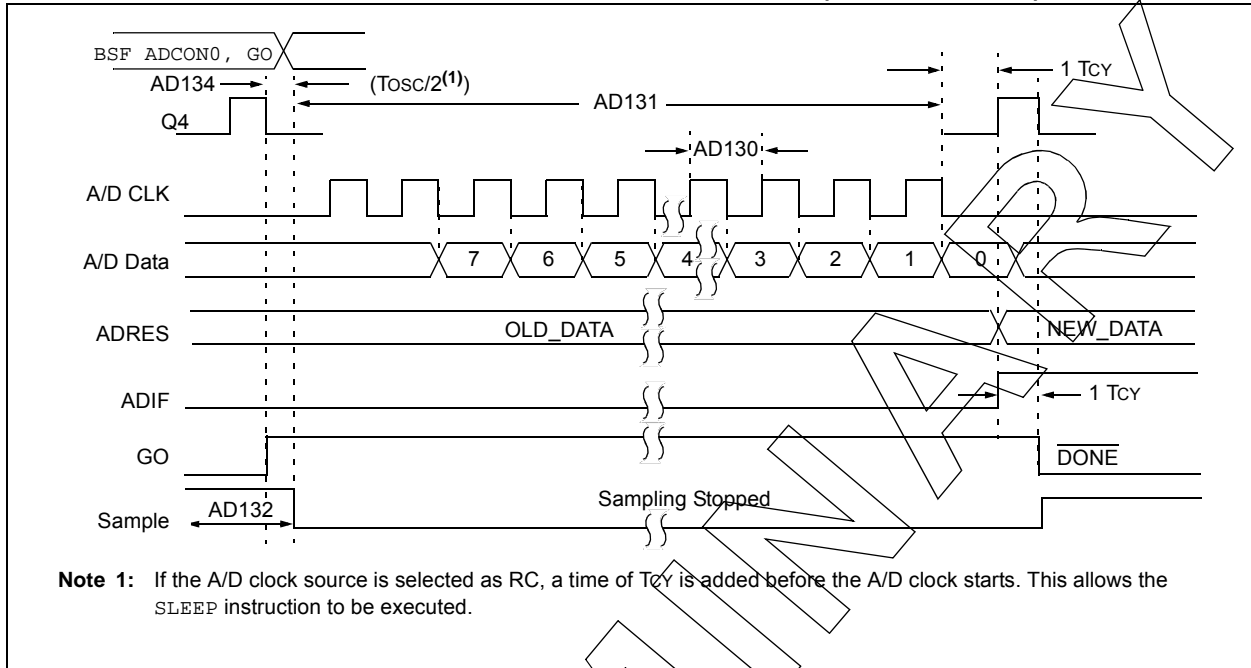 BSF ADCON0, GO
AD134
(TOSC/2(1))
1 TCY
AD131
Q4
AD130
A/D CLK
A/D Data
7
6
5
4
3
2
1
0
ADRES
OLD_DATA
NEW_DATA
ADIF
1 TCY
GO
DONE
Sample
AD132
Sampling Stopped
Note 1: If the A/D clock source is selected as RC, a time of TCY is added before the A/D clock starts. This allows the
SLEEP instruction to be executed.